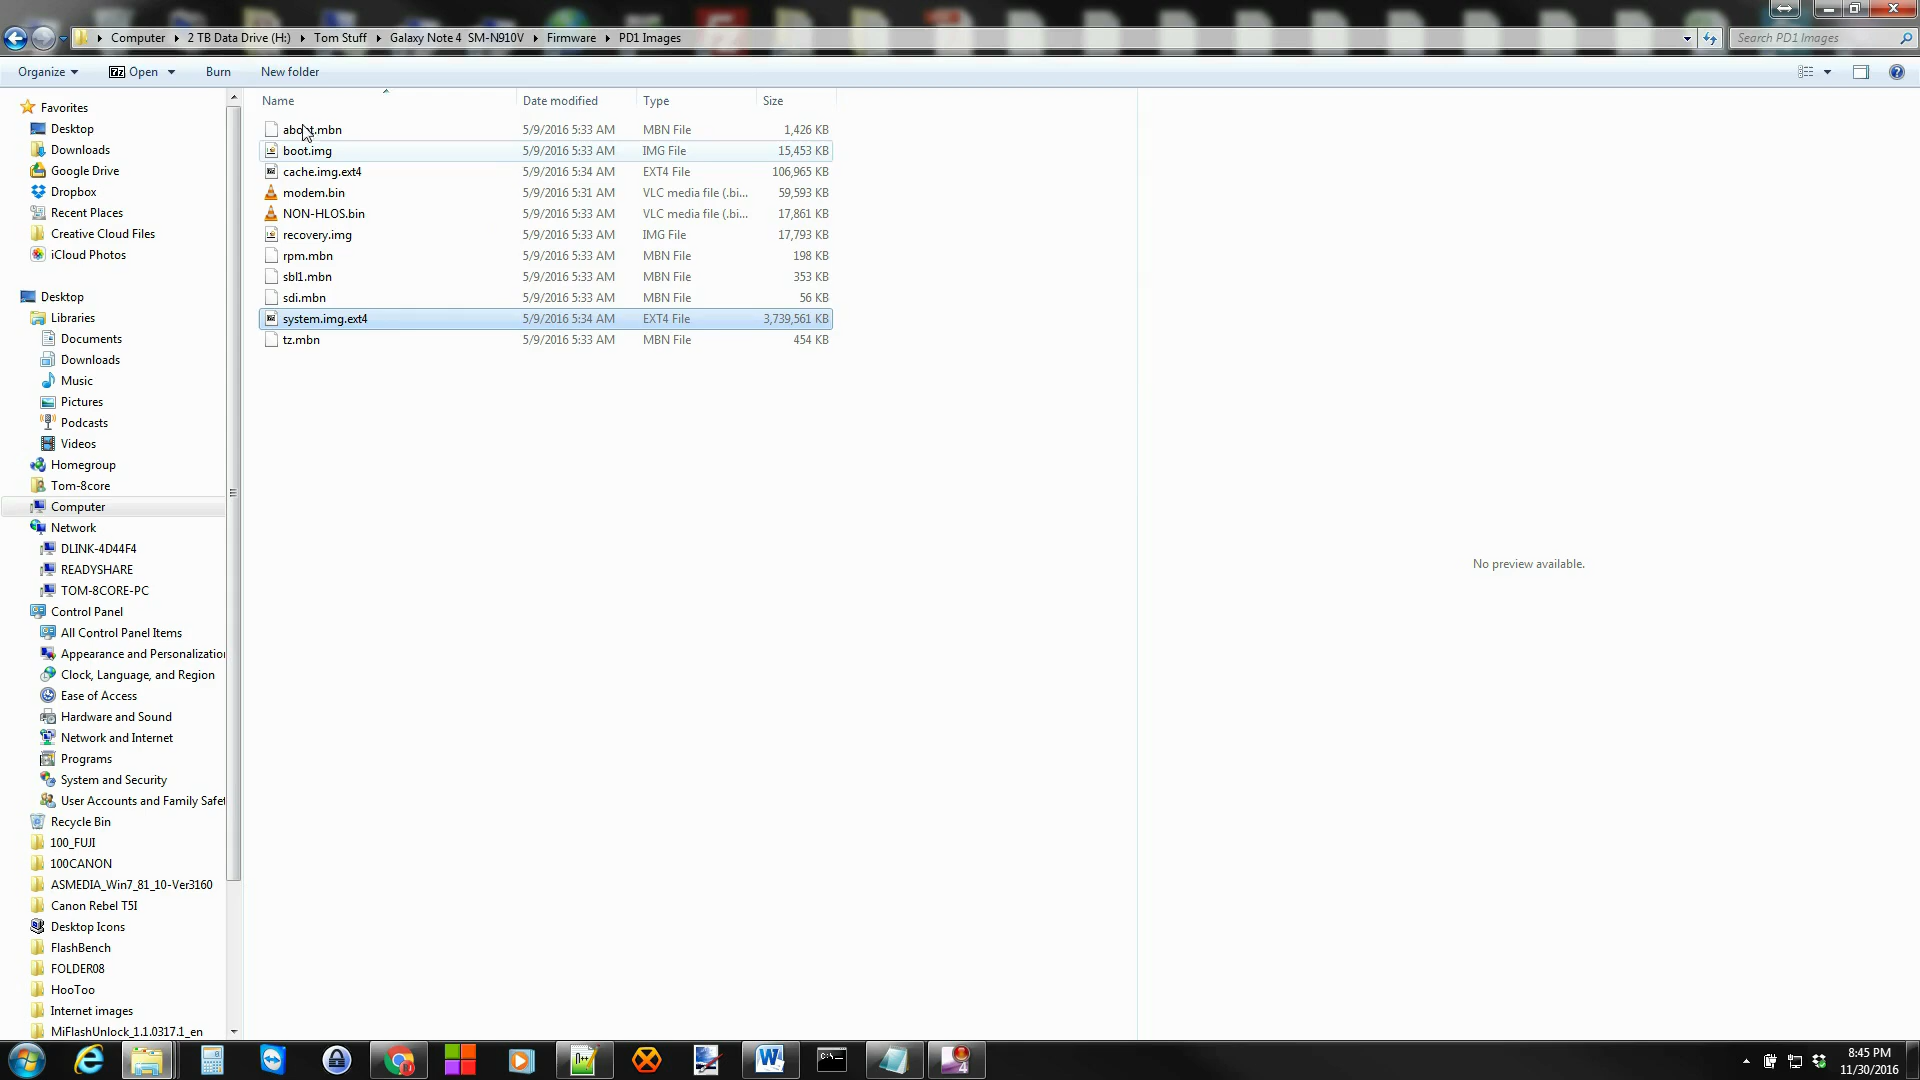 Computer 2 TB Data Drive (H:) Tom Stuff Galaxy Note 4 SM-N910V Firmware PD1 Images Search PD1 Images
Organize Open Burn New folder
Name Date modified Type Size
aboot.mbn 5/9/2016 5:33 AM MBN File 1,426 KB
boot.img 5/9/2016 5:33 AM IMG File 15,453 KB
cache.img.ext4 5/9/2016 5:34 AM EXT4 File 106,965 KB
modem.bin 5/9/2016 5:31 AM VLC media file (.bi... 59,593 KB
NON-HLOS.bin 5/9/2016 5:33 AM VLC media file (.bi... 17,861 KB
recovery.img 5/9/2016 5:33 AM IMG File 17,793 KB
rpm.mbn 5/9/2016 5:33 AM MBN File 198 KB
sbl1.mbn 5/9/2016 5:33 AM MBN File 353 KB
sdi.mbn 5/9/2016 5:33 AM MBN File 56 KB
system.img.ext4 5/9/2016 5:34 AM EXT4 File 3,739,561 KB
tz.mbn 5/9/2016 5:33 AM MBN File 454 KB
Favorites
Desktop
Downloads
Google Drive
Dropbox
Recent Places
Creative Cloud Files
iCloud Photos
Desktop
Libraries
Documents
Downloads
Music
Pictures
Podcasts
Videos
Homegroup
Tom-8core
Computer
Network
DLINK-4D44F4
READYSHARE
TOM-8CORE-PC
Control Panel
All Control Panel Items
Appearance and Personalization
Clock, Language, and Region
Ease of Access
Hardware and Sound
Network and Internet
Programs
System and Security
User Accounts and Family Safet
Recycle Bin
100_FUJI
100CANON
ASMEDIA_Win7_81_10-Ver3160
Canon Rebel T5I
Desktop Icons
FlashBench
FOLDER08
HooToo
Internet images
MiFlashUnlock_1.1.0317.1_en
No preview available.
8:45 PM
11/30/2016